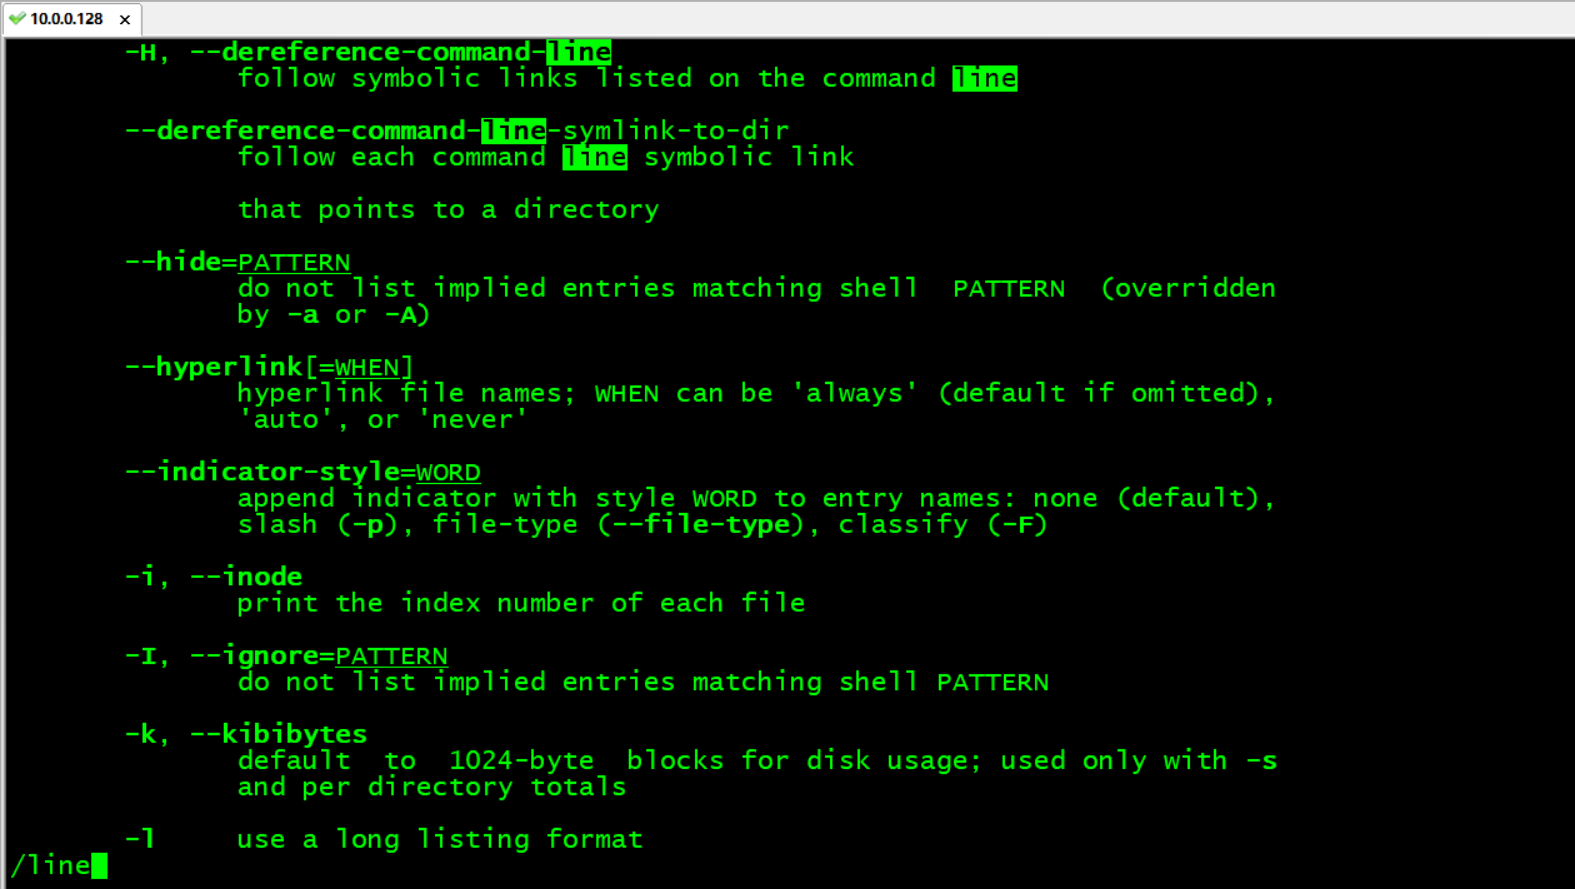 10.0.0.128 ×
-H, --dereference-command-line
follow symbolic links listed on the command line
--dereference-command-line-symlink-to-dir
follow each command line symbolic link
that points to a directory
--hide=PATTERN
do not list implied entries matching shell  PATTERN  (overridden
by -a or -A)
--hyperlink[=WHEN]
hyperlink file names; WHEN can be 'always' (default if omitted),
'auto', or 'never'
--indicator-style=WORD
append indicator with style WORD to entry names: none (default),
slash (-p), file-type (--file-type), classify (-F)
-i, --inode
print the index number of each file
-I, --ignore=PATTERN
do not list implied entries matching shell PATTERN
-k, --kibibytes
default  to  1024-byte  blocks for disk usage; used only with -s
and per directory totals
-l     use a long listing format
/line